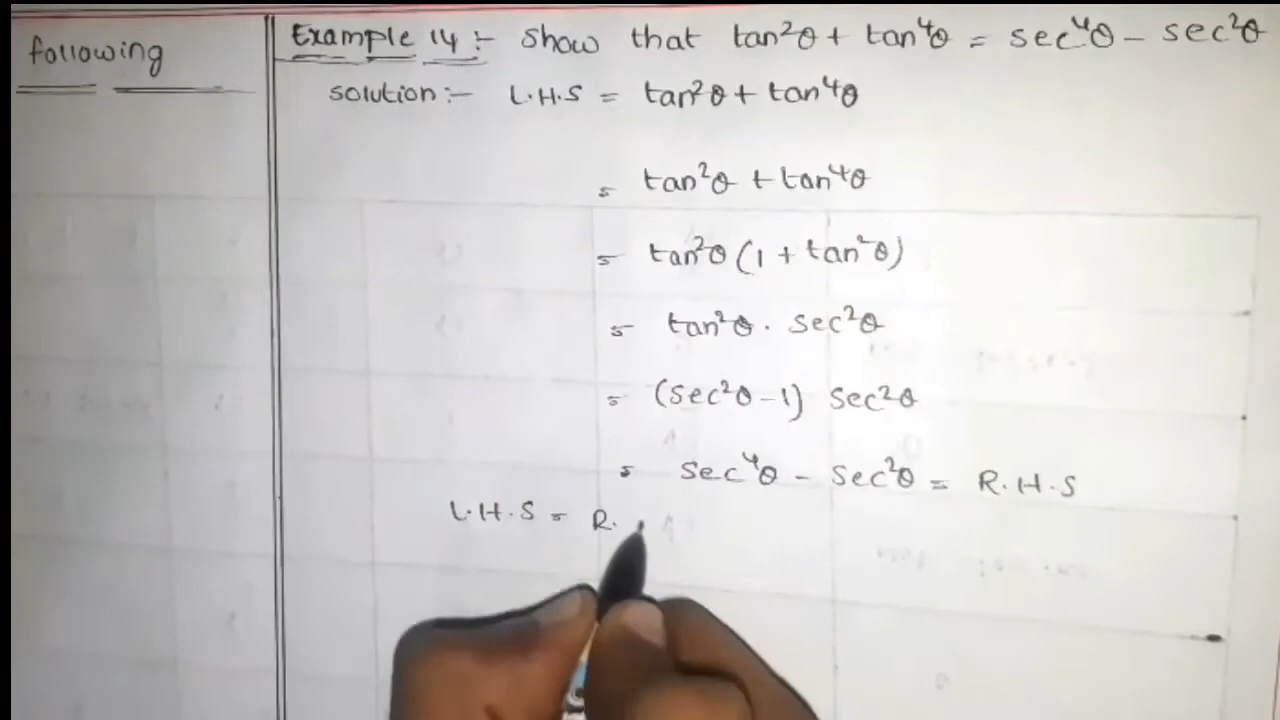 following
Example 14 :- Show that tan²θ + tan⁴θ = sec⁴θ - sec²θ
solution:- L.H.S = tan²θ + tan⁴θ
= tan²θ + tan⁴θ
= tan²θ (1 + tan²θ)
= tan²θ . sec²θ
= (sec²θ - 1) sec²θ
= sec⁴θ - sec²θ = R.H.S
L.H.S = R.